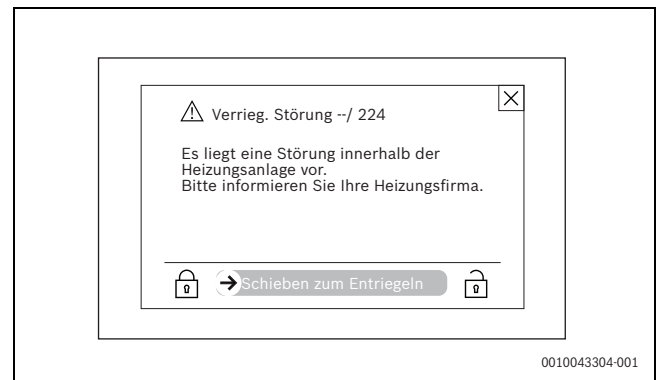 Verrieg. Störung --/ 224
Es liegt eine Störung innerhalb der
Heizungsanlage vor.
Bitte informieren Sie Ihre Heizungsfirma.
Schieben zum Entriegeln
0010043304-001